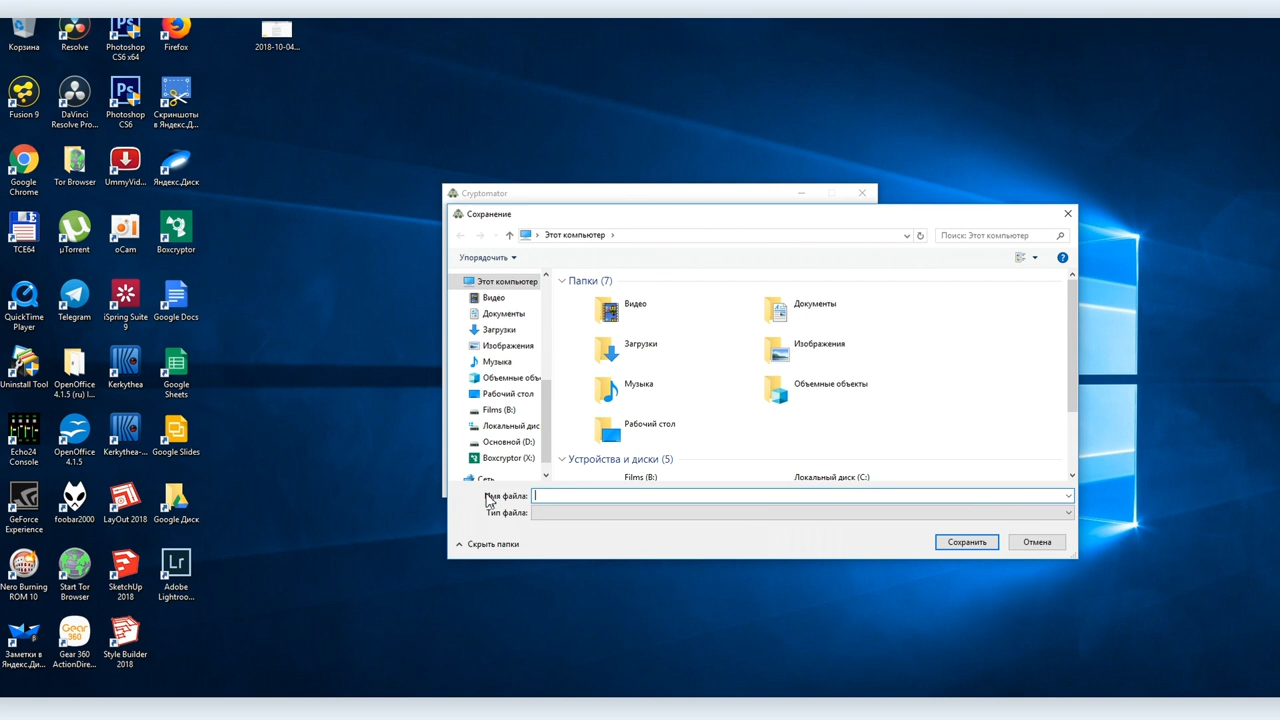 Корзина
Resolve
Photoshop
CS6 x64
Firefox
2018-10-04...
Fusion 9
DaVinci
Resolve Pro...
Photoshop
CS6
Скриншоты
в Яндекс.Д...
Google
Chrome
Tor Browser
UmmyVid...
Яндекс.Диск
TCE64
µTorrent
oCam
Boxcryptor
QuickTime
Player
Telegram
iSpring Suite
9
Google Docs
Uninstall Tool
OpenOffice
4.1.5 (ru) I...
Kerkythea
Google
Sheets
Echo24
Console
OpenOffice
4.1.5
Kerkythea-...
Google Slides
GeForce
Experience
foobar2000
LayOut 2018
Google Диск
Nero Burning
ROM 10
Start Tor
Browser
SketchUp
2018
Adobe
Lightroo...
Заметки в
Яндекс.Ди...
Gear 360
ActionDire...
Style Builder
2018
Cryptomator
Сохранение
Этот компьютер
Поиск: Этот компьютер
Упорядочить
Этот компьютер
Видео
Документы
Загрузки
Изображения
Музыка
Объемные объ
Рабочий стол
Films (B:)
Локальный дис
Основной (D:)
Boxcryptor (X:)
Сеть
Папки (7)
Видео
Документы
Загрузки
Изображения
Музыка
Объемные объекты
Рабочий стол
Устройства и диски (5)
Films (B:)
Локальный диск (C:)
Имя файла:
Тип файла:
Скрыть папки
Сохранить
Отмена